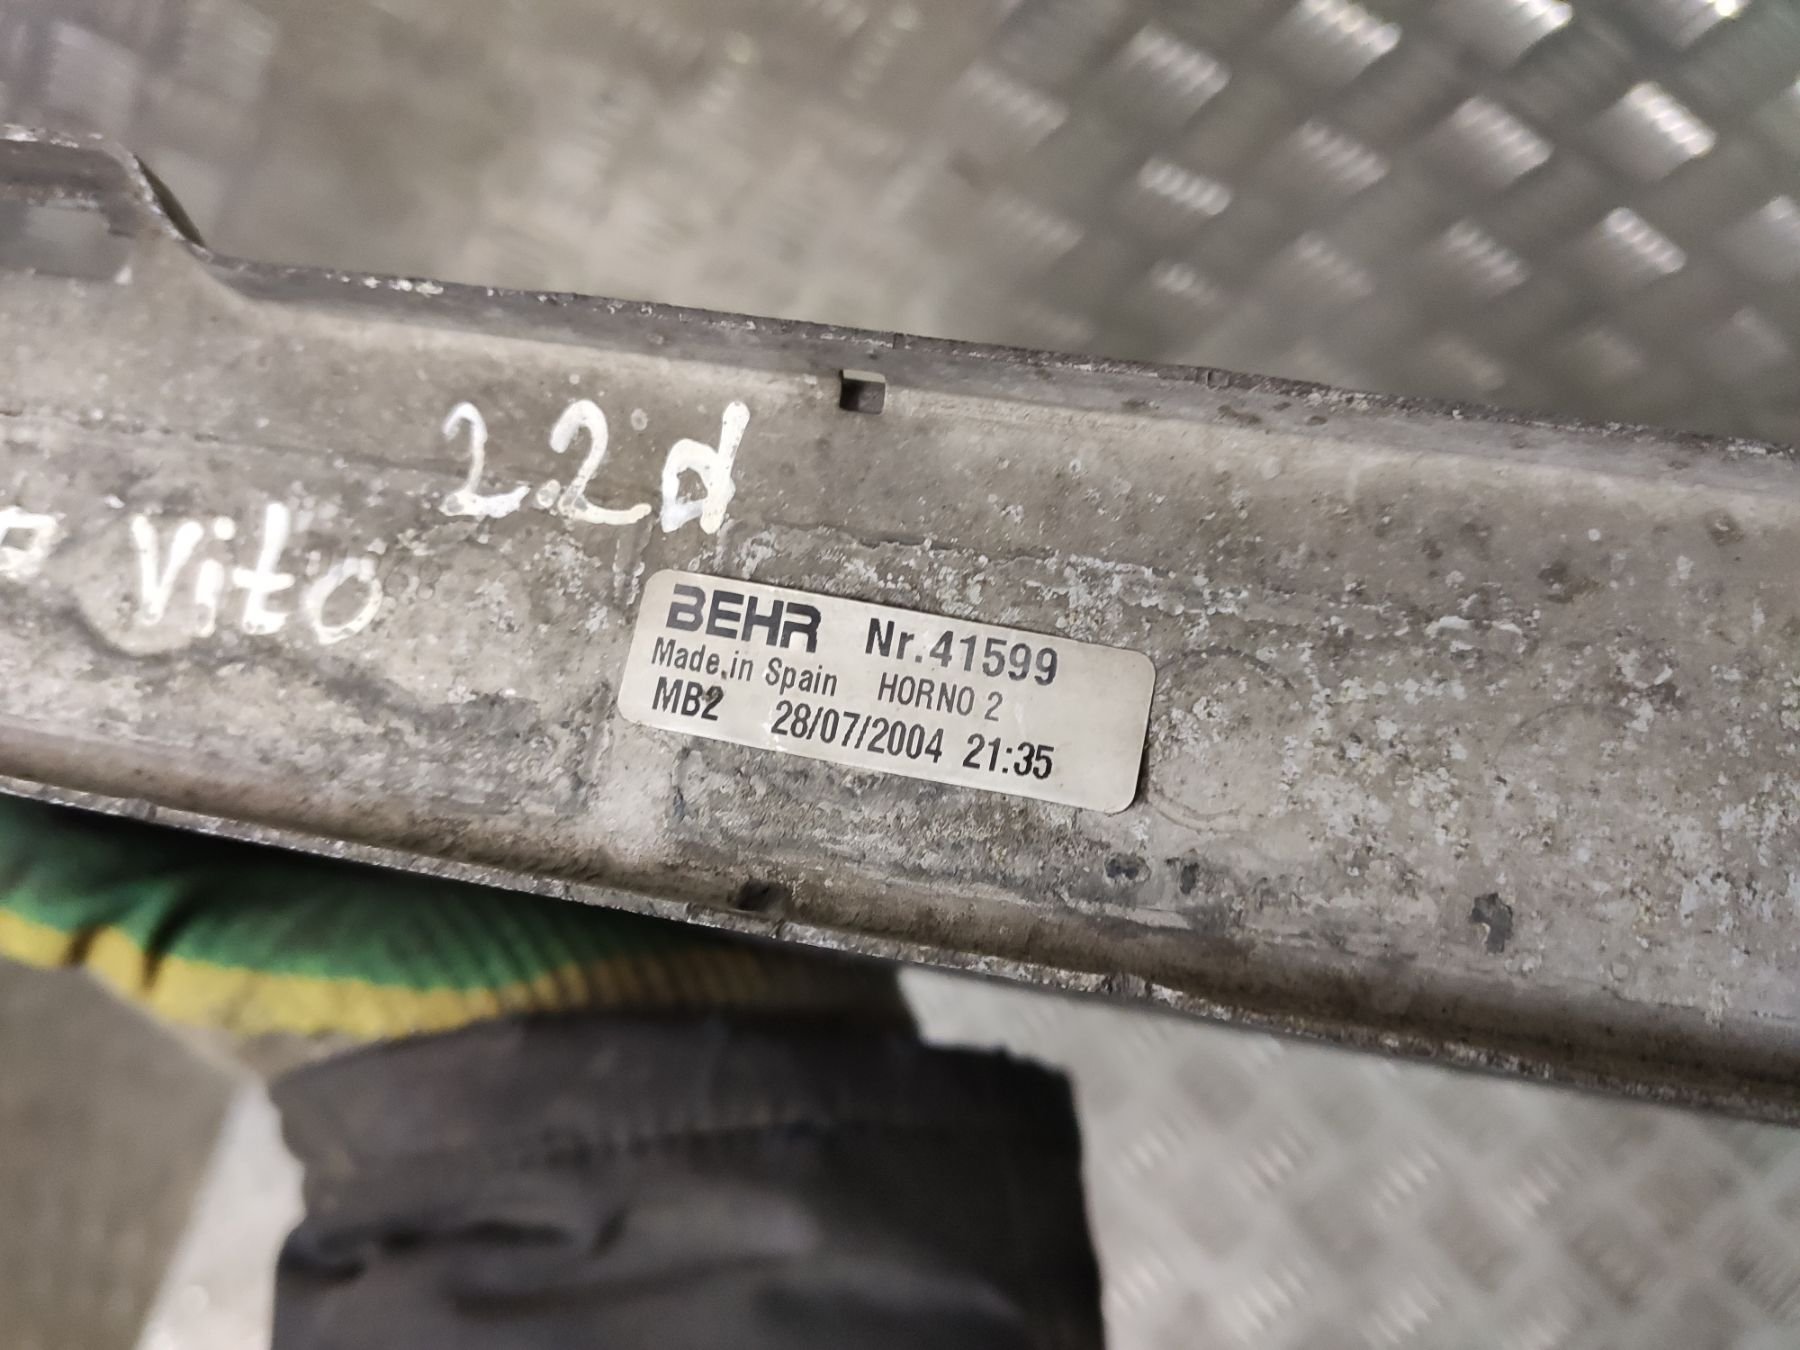 2.2d
Vito
BEHR Nr.41599
Made in Spain HORNO 2
MB2 28/07/2004 21:35